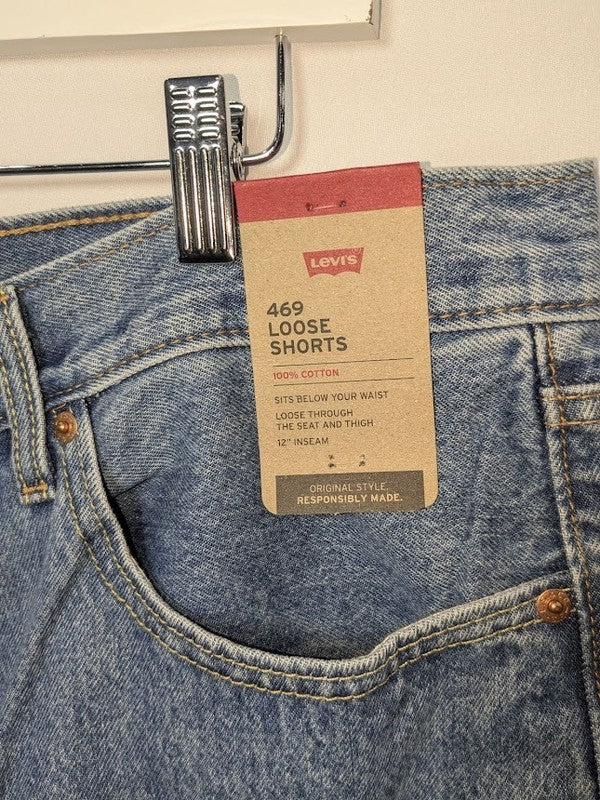 Levi's
469
LOOSE
SHORTS
100% COTTON
SITS BELOW YOUR WAIST
LOOSE THROUGH
THE SEAT AND THIGH
12" INSEAM
ORIGINAL STYLE.
RESPONSIBLY MADE.